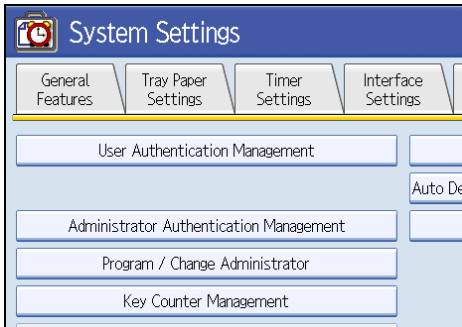 System Settings
General Features
Tray Paper Settings
Timer Settings
Interface Settings
User Authentication Management
Auto De
Administrator Authentication Management
Program / Change Administrator
Key Counter Management